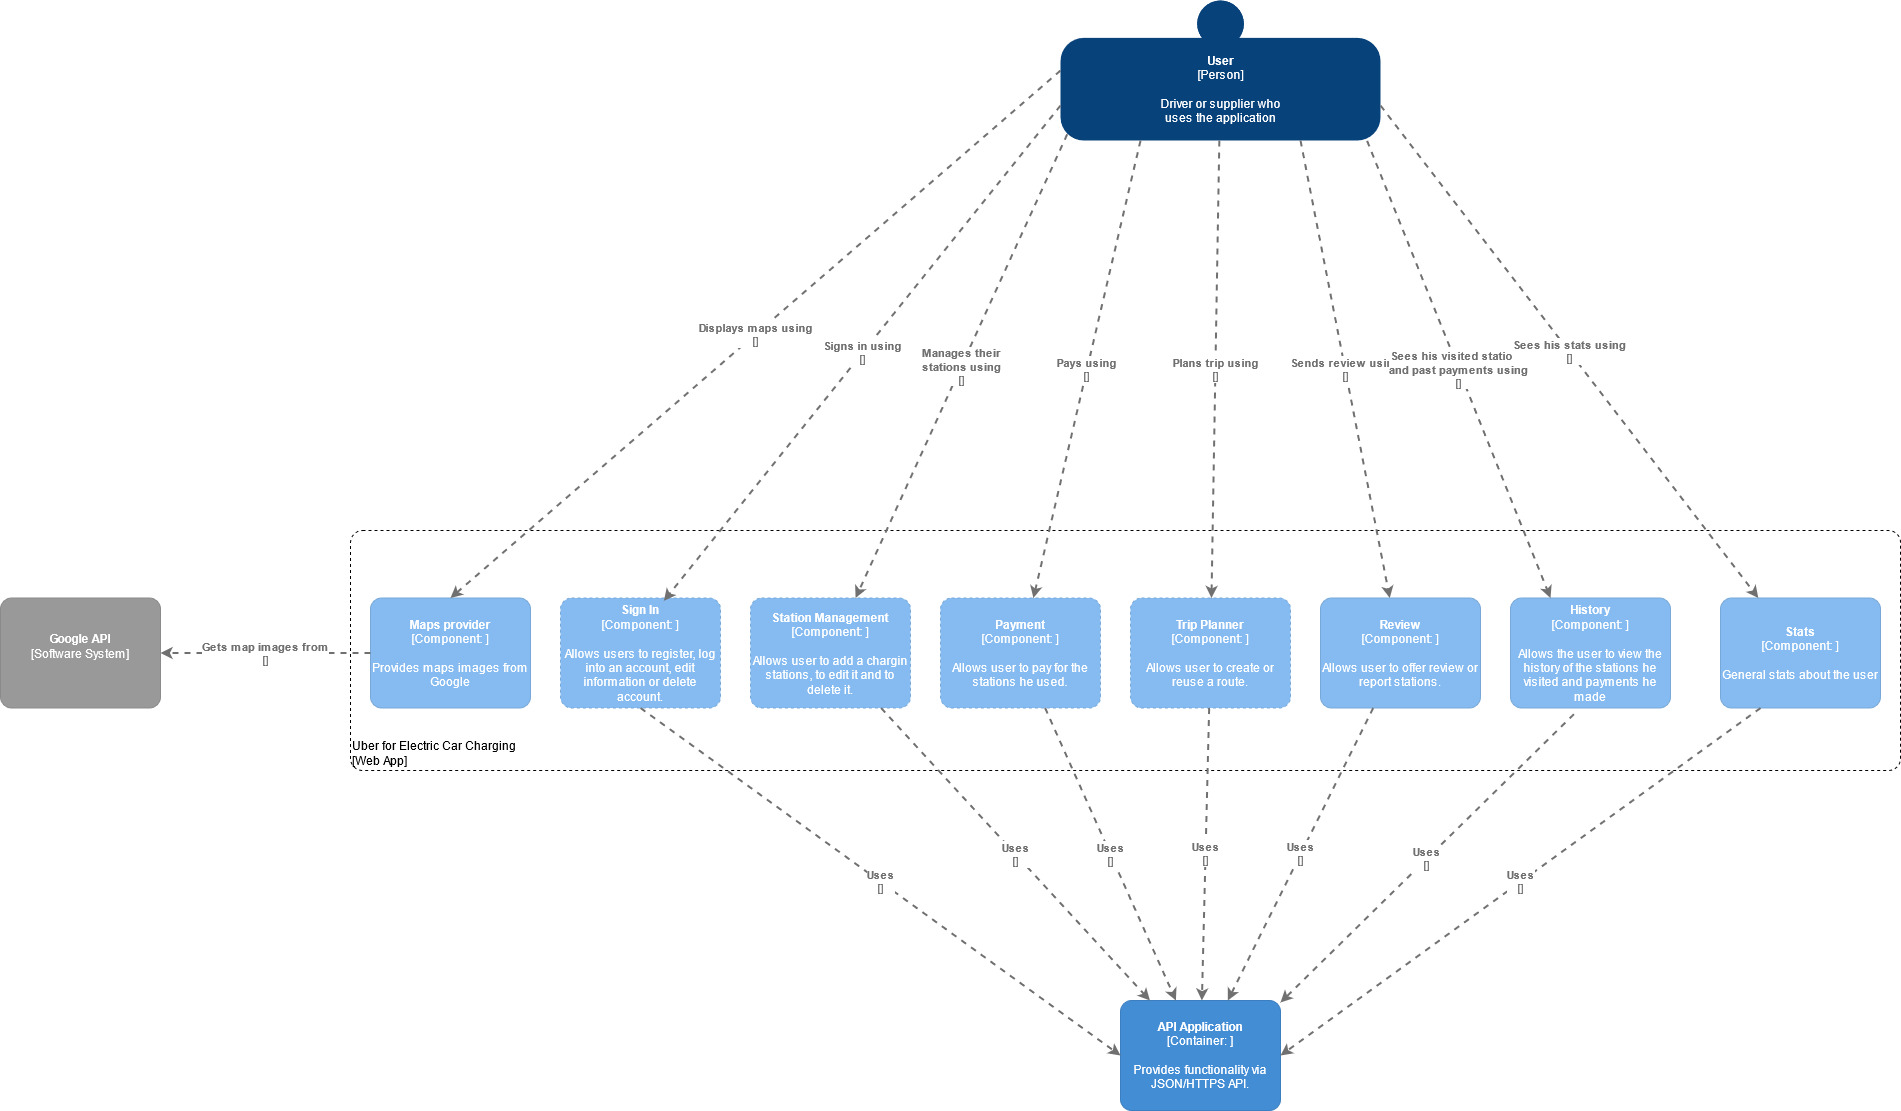 User
[Person]
Driver or supplier who
uses the application
Displays maps using
[]
Signs in using
[]
Manages their
stations using
[]
Pays using
[]
Plans trip using
[]
Sends review usin
[]
Sees his visited statio
and past payments using
[]
Sees his stats using
[]
Google API
[Software System]
Gets map images from
[]
Maps provider
[Component: ]
Provides maps images from
Google
Sign In
[Component: ]
Allows users to register, log
into an account, edit
information or delete
account.
Station Management
[Component: ]
Allows user to add a chargin
stations, to edit it and to
delete it.
Payment
[Component: ]
Allows user to pay for the
stations he used.
Trip Planner
[Component: ]
Allows user to create or
reuse a route.
Review
[Component: ]
Allows user to offer review or
report stations.
History
[Component: ]
Allows the user to view the
history of the stations he
visited and payments he
made
Stats
[Component: ]
General stats about the user
Uber for Electric Car Charging
[Web App]
Uses
[]
Uses
[]
Uses
[]
Uses
[]
Uses
[]
Uses
[]
Uses
[]
API Application
[Container: ]
Provides functionality via
JSON/HTTPS API.